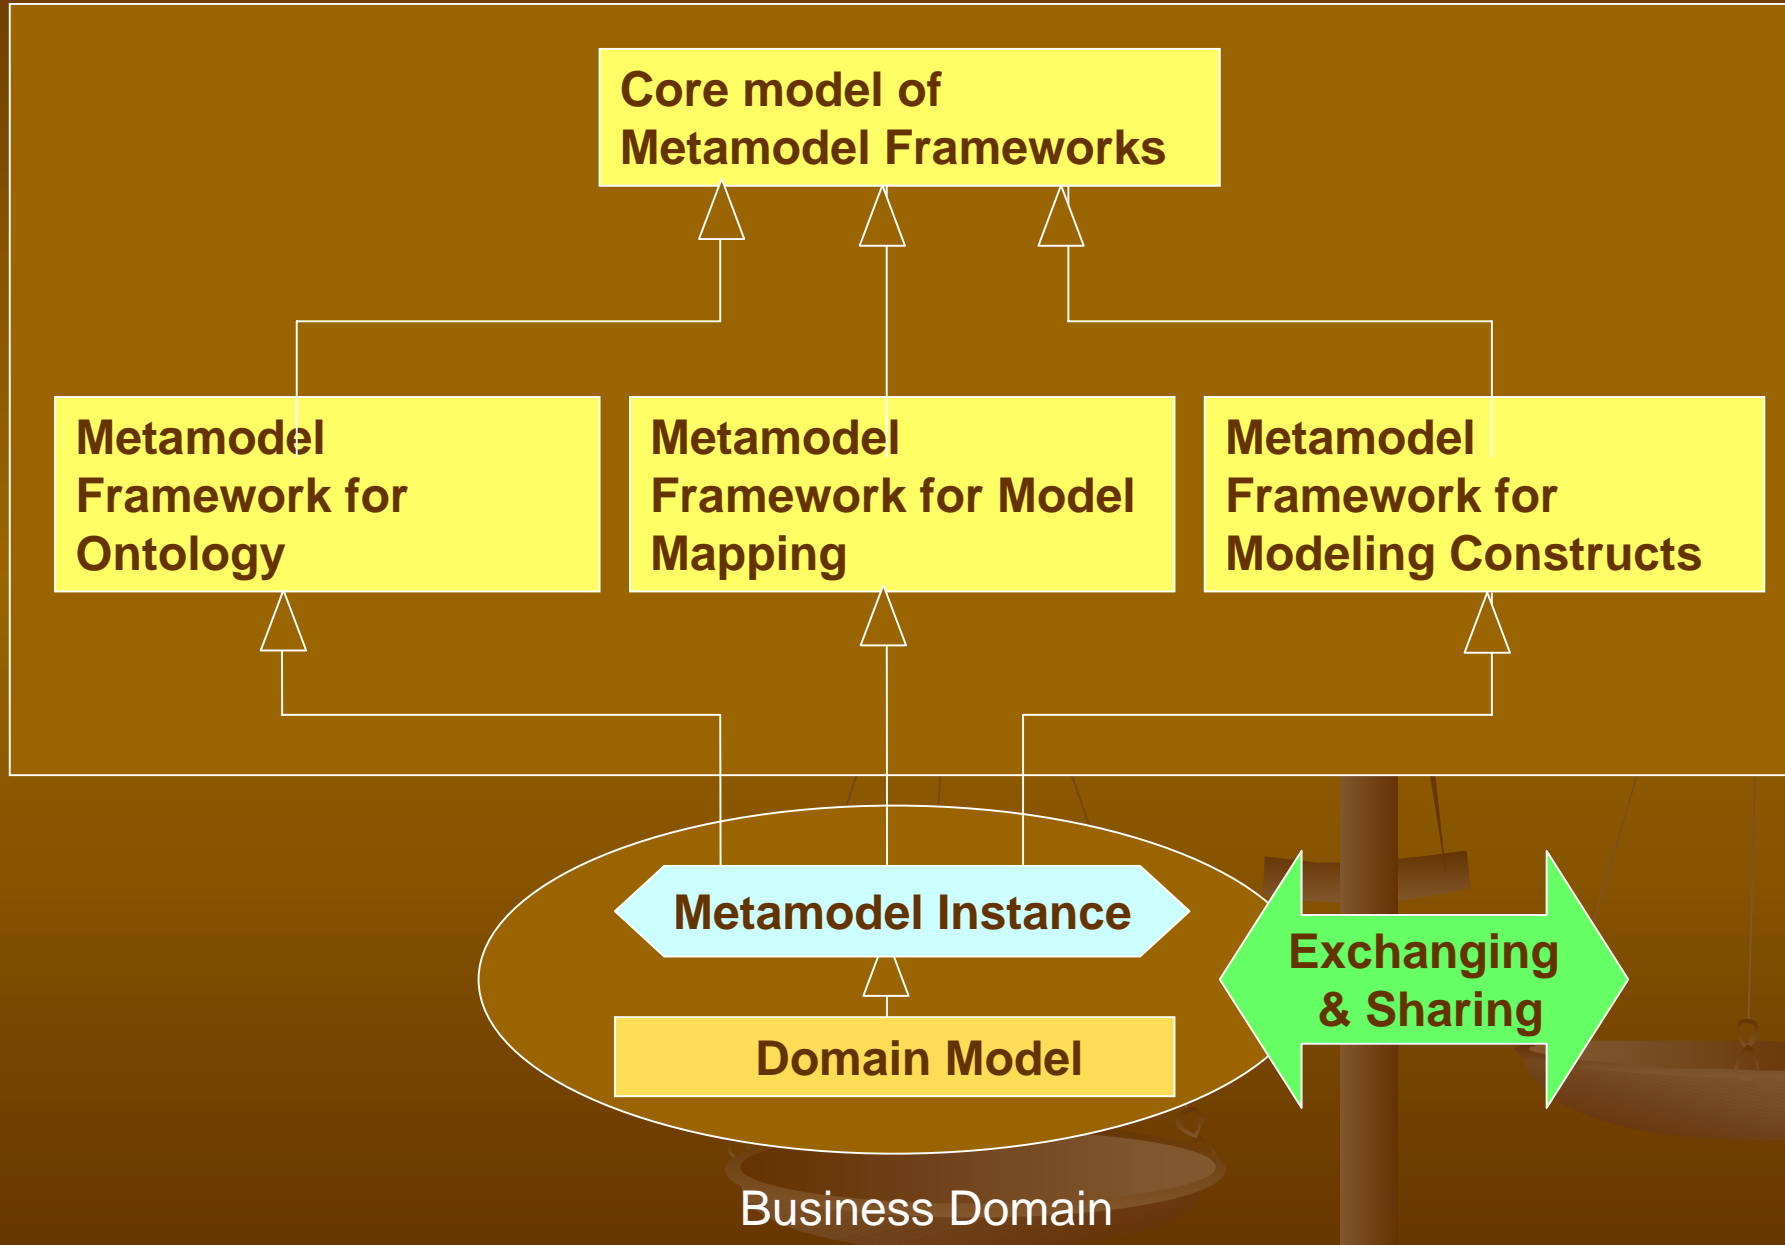 Core model of
Metamodel Frameworks
Metamodel
Framework for
Ontology
Metamodel
Framework for Model
Mapping
Metamodel
Framework for
Modeling Constructs
Metamodel Instance
Exchanging
& Sharing
Domain Model
Business Domain